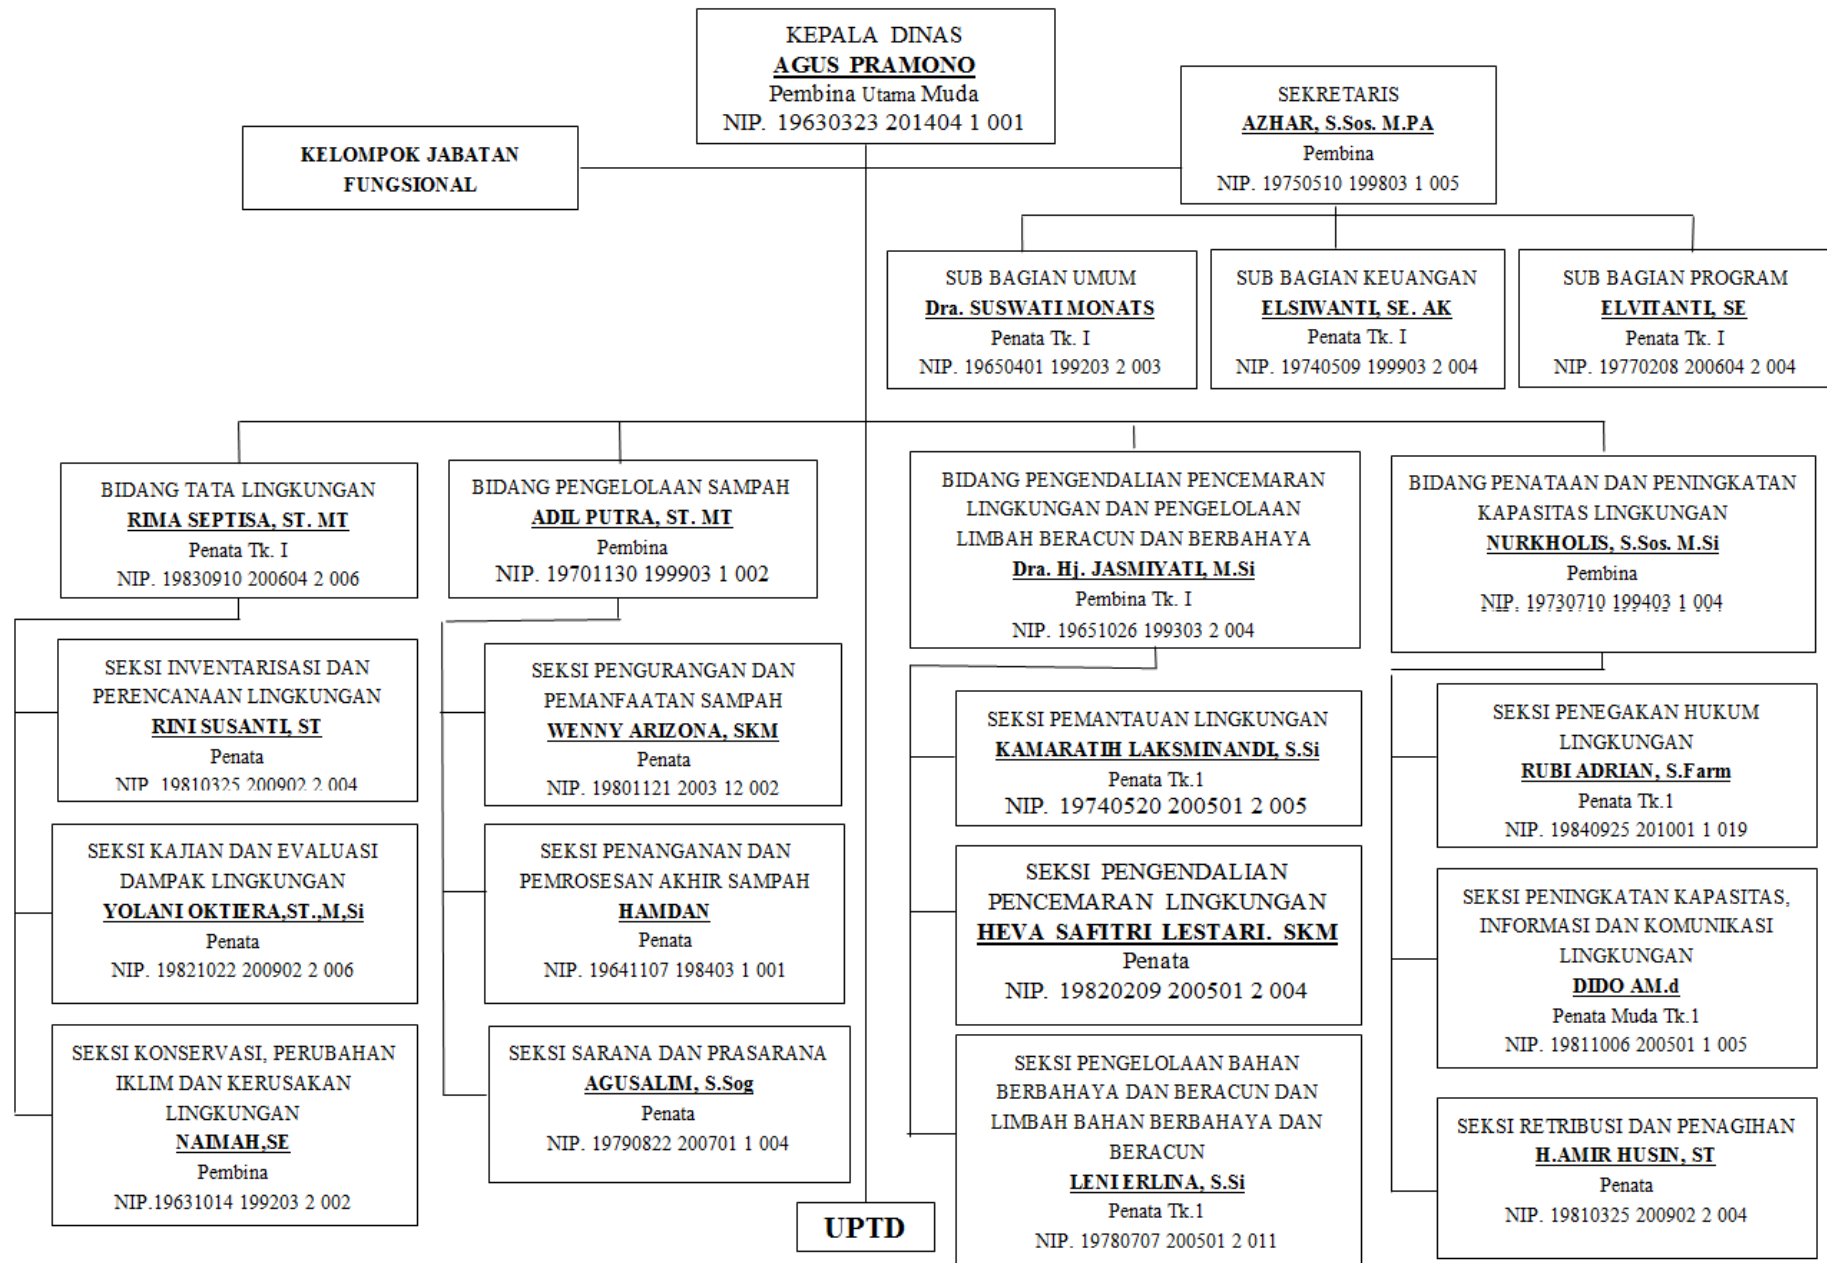 KEPALA DINAS
AGUS PRAMONO
Pembina Utama Muda
NIP. 19630323 201404 1 001
SEKRETARIS
AZHAR, S.Sos. M.PA
Pembina
NIP. 19750510 199803 1 005
KELOMPOK JABATAN
FUNGSIONAL
SUB BAGIAN UMUM
Dra. SUSWATI MONATS
Penata Tk. I
NIP. 19650401 199203 2 003
SUB BAGIAN KEUANGAN
ELSIWANTI, SE. AK
Penata Tk. I
NIP. 19740509 199903 2 004
SUB BAGIAN PROGRAM
ELVITANTI, SE
Penata Tk. I
NIP. 19770208 200604 2 004
BIDANG TATA LINGKUNGAN
RIMA SEPTISA, ST. MT
Penata Tk. I
NIP. 19830910 200604 2 006
BIDANG PENGELOLAAN SAMPAH
ADIL PUTRA, ST. MT
Pembina
NIP. 19701130 199903 1 002
BIDANG PENGENDALIAN PENCEMARAN
LINGKUNGAN DAN PENGELOLAAN
LIMBAH BERACUN DAN BERBAHAYA
Dra. Hj. JASMIYATI, M.Si
Pembina Tk. I
NIP. 19651026 199303 2 004
BIDANG PENATAAN DAN PENINGKATAN
KAPASITAS LINGKUNGAN
NURKHOLIS, S.Sos. M.Si
Pembina
NIP. 19730710 199403 1 004
SEKSI INVENTARISASI DAN
PERENCANAAN LINGKUNGAN
RINI SUSANTI, ST
Penata
NIP 19810325 200902 2 004
SEKSI KAJIAN DAN EVALUASI
DAMPAK LINGKUNGAN
YOLANI OKTIERA,ST.,M,Si
Penata
NIP. 19821022 200902 2 006
SEKSI KONSERVASI, PERUBAHAN
IKLIM DAN KERUSAKAN
LINGKUNGAN
NAIMAH,SE
Pembina
NIP.19631014 199203 2 002
SEKSI PENGURANGAN DAN
PEMANFAATAN SAMPAH
WENNY ARIZONA, SKM
Penata
NIP. 19801121 2003 12 002
SEKSI PENANGANAN DAN
PEMROSESAN AKHIR SAMPAH
HAMDAN
Penata
NIP. 19641107 198403 1 001
SEKSI SARANA DAN PRASARANA
AGUSALIM, S.Sog
Penata
NIP. 19790822 200701 1 004
SEKSI PEMANTAUAN LINGKUNGAN
KAMARATIH LAKSMINANDI, S.Si
Penata Tk.1
NIP. 19740520 200501 2 005
SEKSI PENGENDALIAN
PENCEMARAN LINGKUNGAN
HEVA SAFITRI LESTARI. SKM
Penata
NIP. 19820209 200501 2 004
SEKSI PENGELOLAAN BAHAN
BERBAHAYA DAN BERACUN DAN
LIMBAH BAHAN BERBAHAYA DAN
BERACUN
LENI ERLINA, S.Si
Penata Tk.1
NIP. 19780707 200501 2 011
SEKSI PENEGAKAN HUKUM
LINGKUNGAN
RUBI ADRIAN, S.Farm
Penata Tk.1
NIP. 19840925 201001 1 019
SEKSI PENINGKATAN KAPASITAS,
INFORMASI DAN KOMUNIKASI
LINGKUNGAN
DIDO AM.d
Penata Muda Tk.1
NIP. 19811006 200501 1 005
SEKSI RETRIBUSI DAN PENAGIHAN
H.AMIR HUSIN, ST
Penata
NIP. 19810325 200902 2 004
UPTD